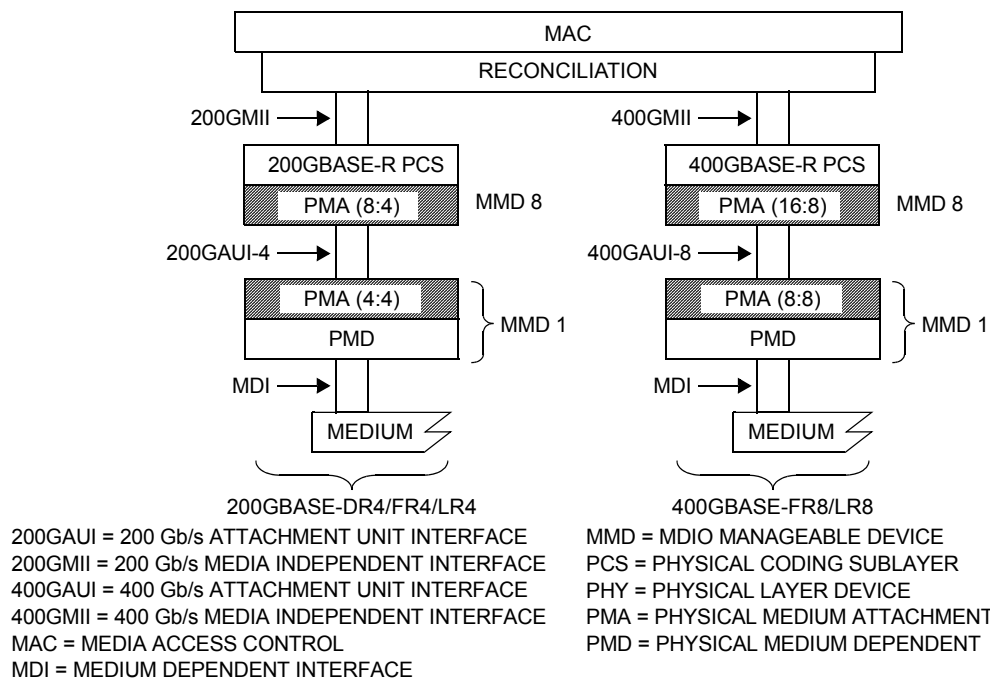 MAC
RECONCILIATION
200GMII
400GMII
200GBASE-R PCS
400GBASE-R PCS
PMA (8:4)
MMD 8
PMA (16:8)
MMD 8
200GAUI-4
400GAUI-8
PMA (4:4)
PMA (8:8)
MMD 1
MMD 1
PMD
PMD
MDI
MDI
MEDIUM
MEDIUM
200GBASE-DR4/FR4/LR4
400GBASE-FR8/LR8
200GAUI = 200 Gb/s ATTACHMENT UNIT INTERFACE
200GMII = 200 Gb/s MEDIA INDEPENDENT INTERFACE
400GAUI = 400 Gb/s ATTACHMENT UNIT INTERFACE
400GMII = 400 Gb/s MEDIA INDEPENDENT INTERFACE
MAC = MEDIA ACCESS CONTROL
MDI = MEDIUM DEPENDENT INTERFACE
MMD = MDIO MANAGEABLE DEVICE
PCS = PHYSICAL CODING SUBLAYER
PHY = PHYSICAL LAYER DEVICE
PMA = PHYSICAL MEDIUM ATTACHMENT
PMD = PHYSICAL MEDIUM DEPENDENT